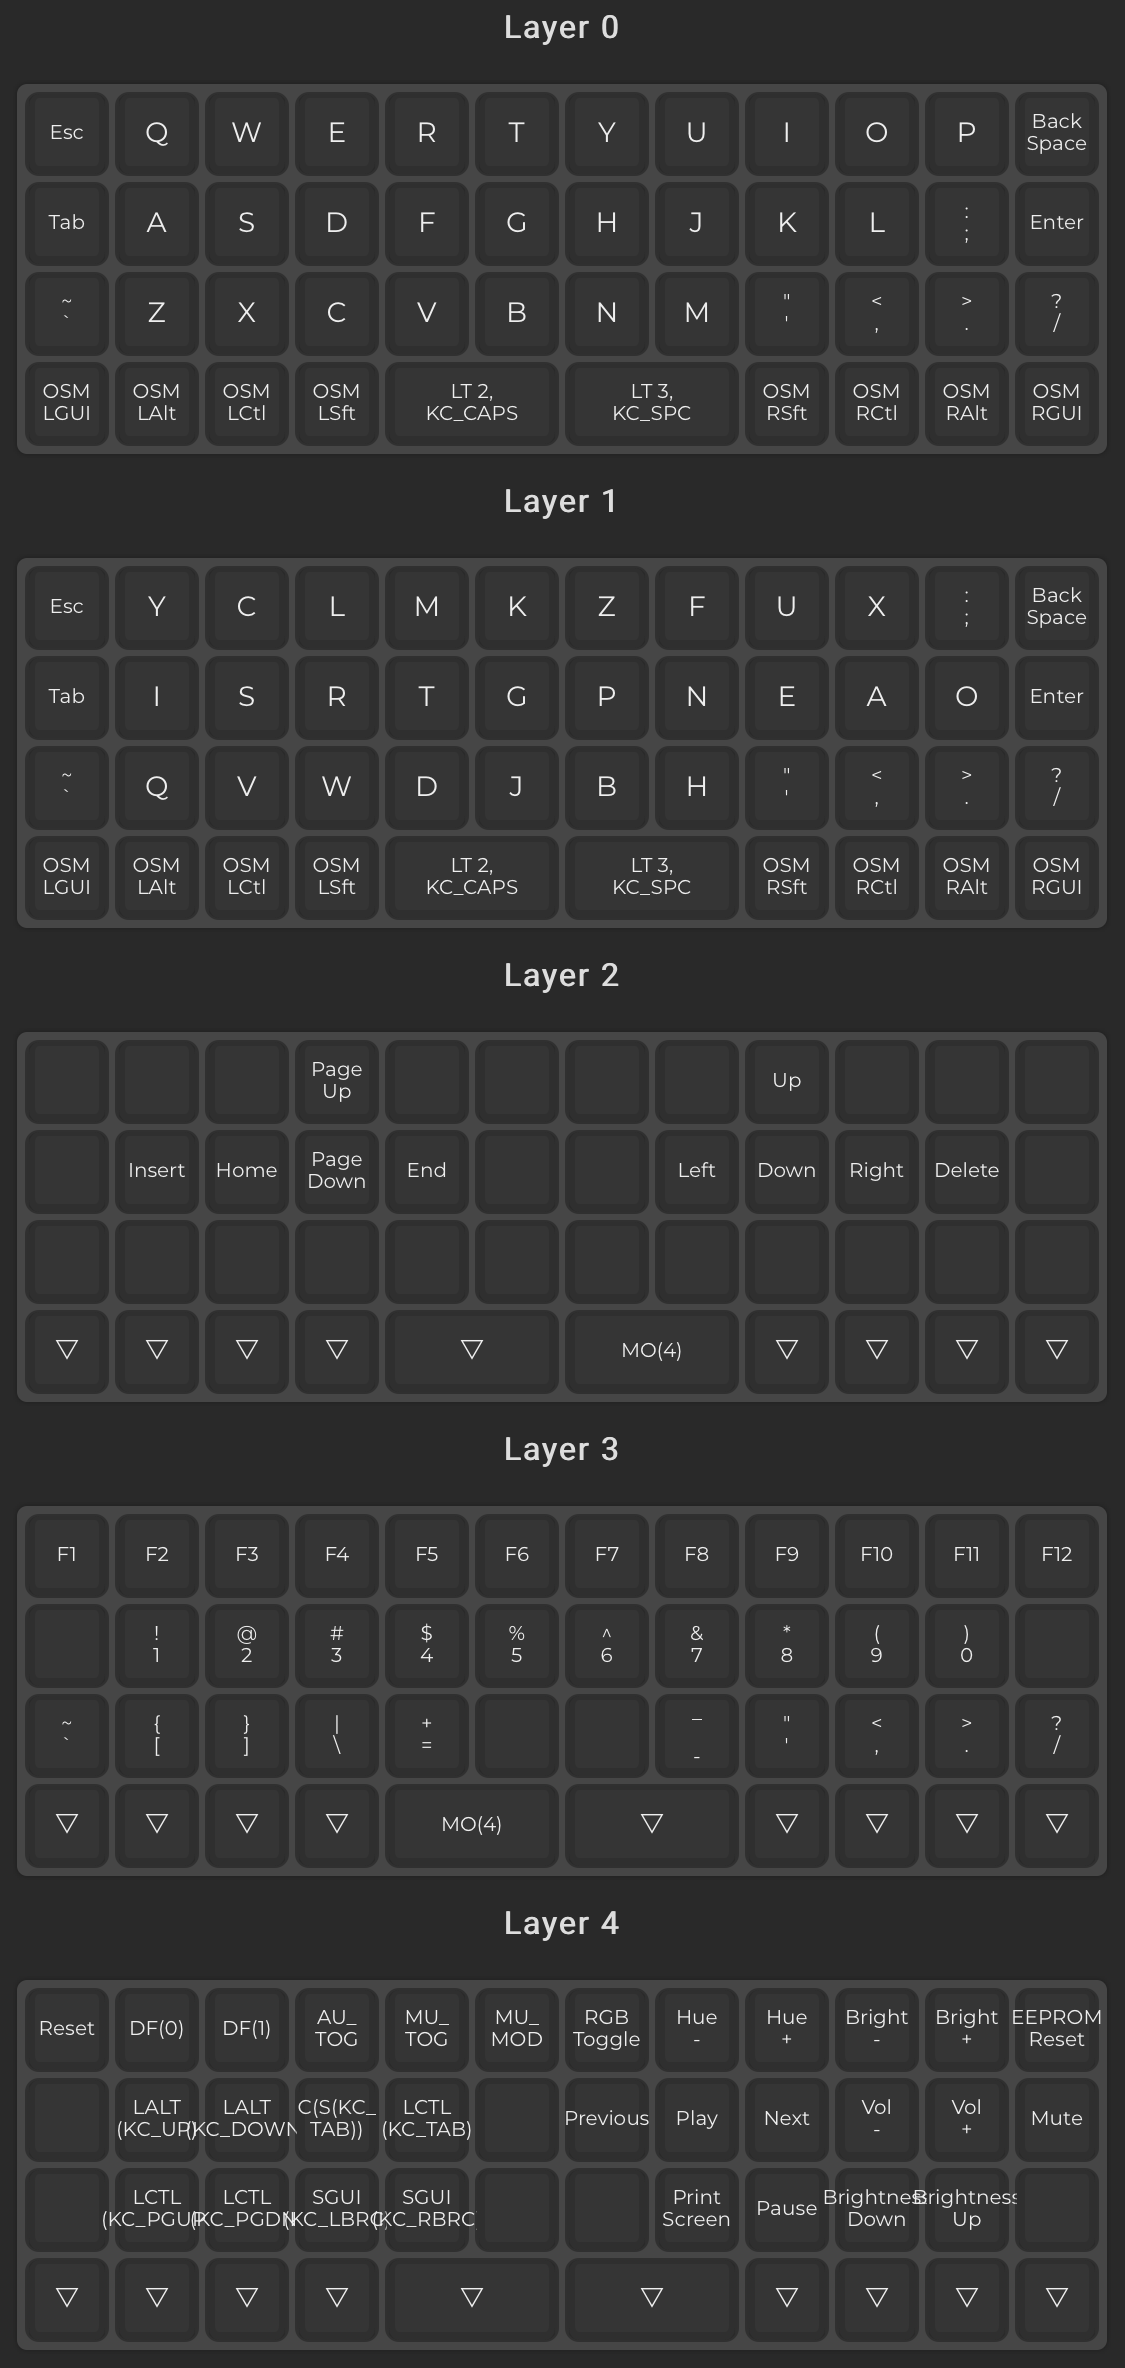 Layer 0
Esc Q W E R T Y U I O P Back Space
Tab A S D F G H J K L : ; Enter
~ ` Z X C V B N M " ' < , > . ? /
OSM LGUI OSM LAlt OSM LCtl OSM LSft LT 2, KC_CAPS LT 3, KC_SPC OSM RSft OSM RCtl OSM RAlt OSM RGUI
Layer 1
Esc Y C L M K Z F U X : ; Back Space
Tab I S R T G P N E A O Enter
~ ` Q V W D J B H " ' < , > . ? /
OSM LGUI OSM LAlt OSM LCtl OSM LSft LT 2, KC_CAPS LT 3, KC_SPC OSM RSft OSM RCtl OSM RAlt OSM RGUI
Layer 2
Page Up Up
Insert Home Page Down End Left Down Right Delete
▽ ▽ ▽ ▽ ▽ MO(4) ▽ ▽ ▽ ▽
Layer 3
F1 F2 F3 F4 F5 F6 F7 F8 F9 F10 F11 F12
! 1 @ 2 # 3 $ 4 % 5 ^ 6 & 7 * 8 ( 9 ) 0
~ ` { [ } ] | \ + = _ - " ' < , > . ? /
▽ ▽ ▽ ▽ MO(4) ▽ ▽ ▽ ▽ ▽
Layer 4
Reset DF(0) DF(1) AU_ TOG MU_ TOG MU_ MOD RGB Toggle Hue - Hue + Bright - Bright + EEPROM Reset
LALT (KC_UP) LALT (KC_DOWN C(S(KC_ TAB)) LCTL (KC_TAB) Previous Play Next Vol - Vol + Mute
LCTL (KC_PGUP LCTL (KC_PGDN SGUI (KC_LBRC SGUI (KC_RBRC Print Screen Pause Brightness Down Brightness Up
▽ ▽ ▽ ▽ ▽ ▽ ▽ ▽ ▽ ▽